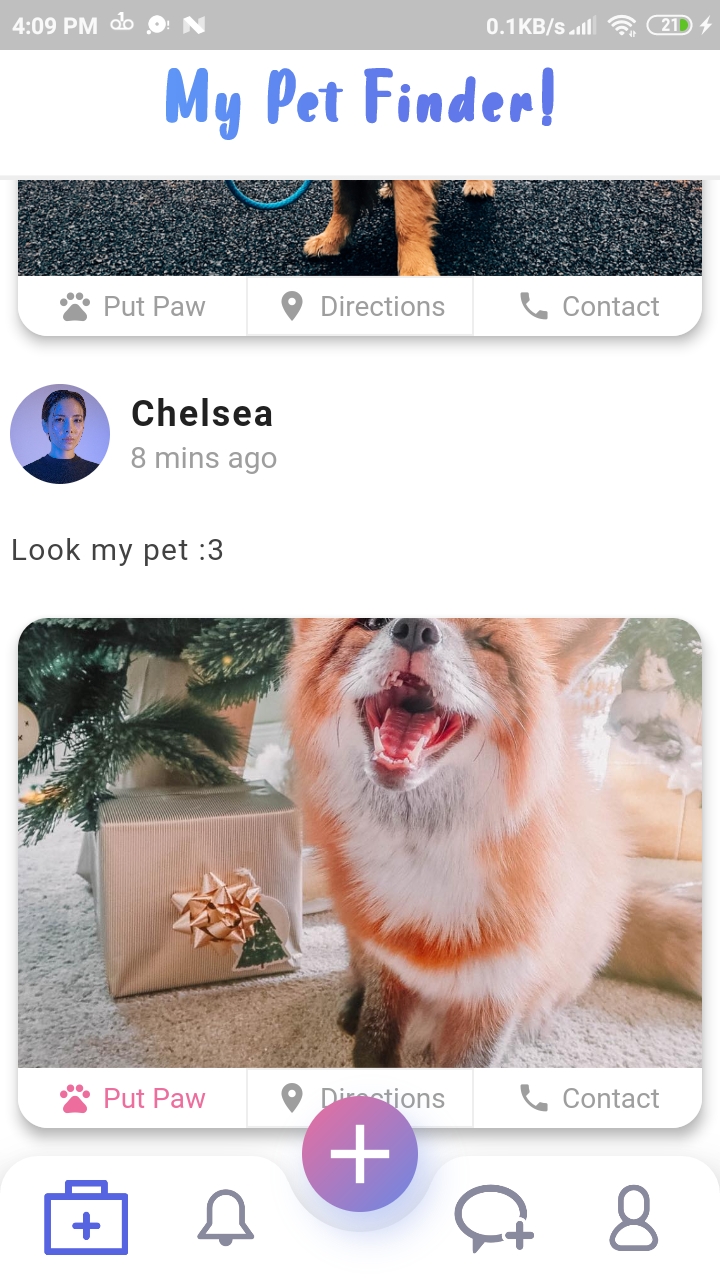 4:09 PM
0.1KB/s
21
My Pet Finder!
Put Paw
Directions
Contact
Chelsea
8 mins ago
Look my pet :3
Put Paw
Directions
Contact